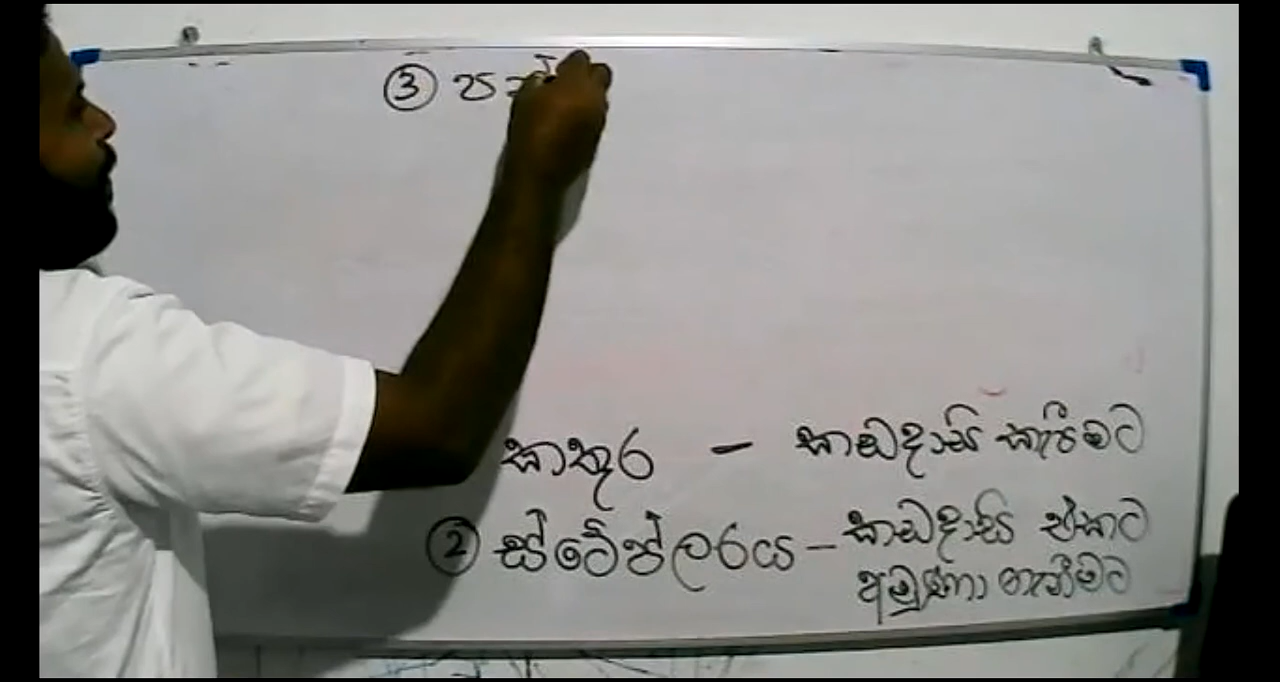 ③ ප
කතුර - කඩදාසි කැපීමට
② ස්ටේප්ලරය - කඩදාසි එකට
අමුණා ගැනීමට